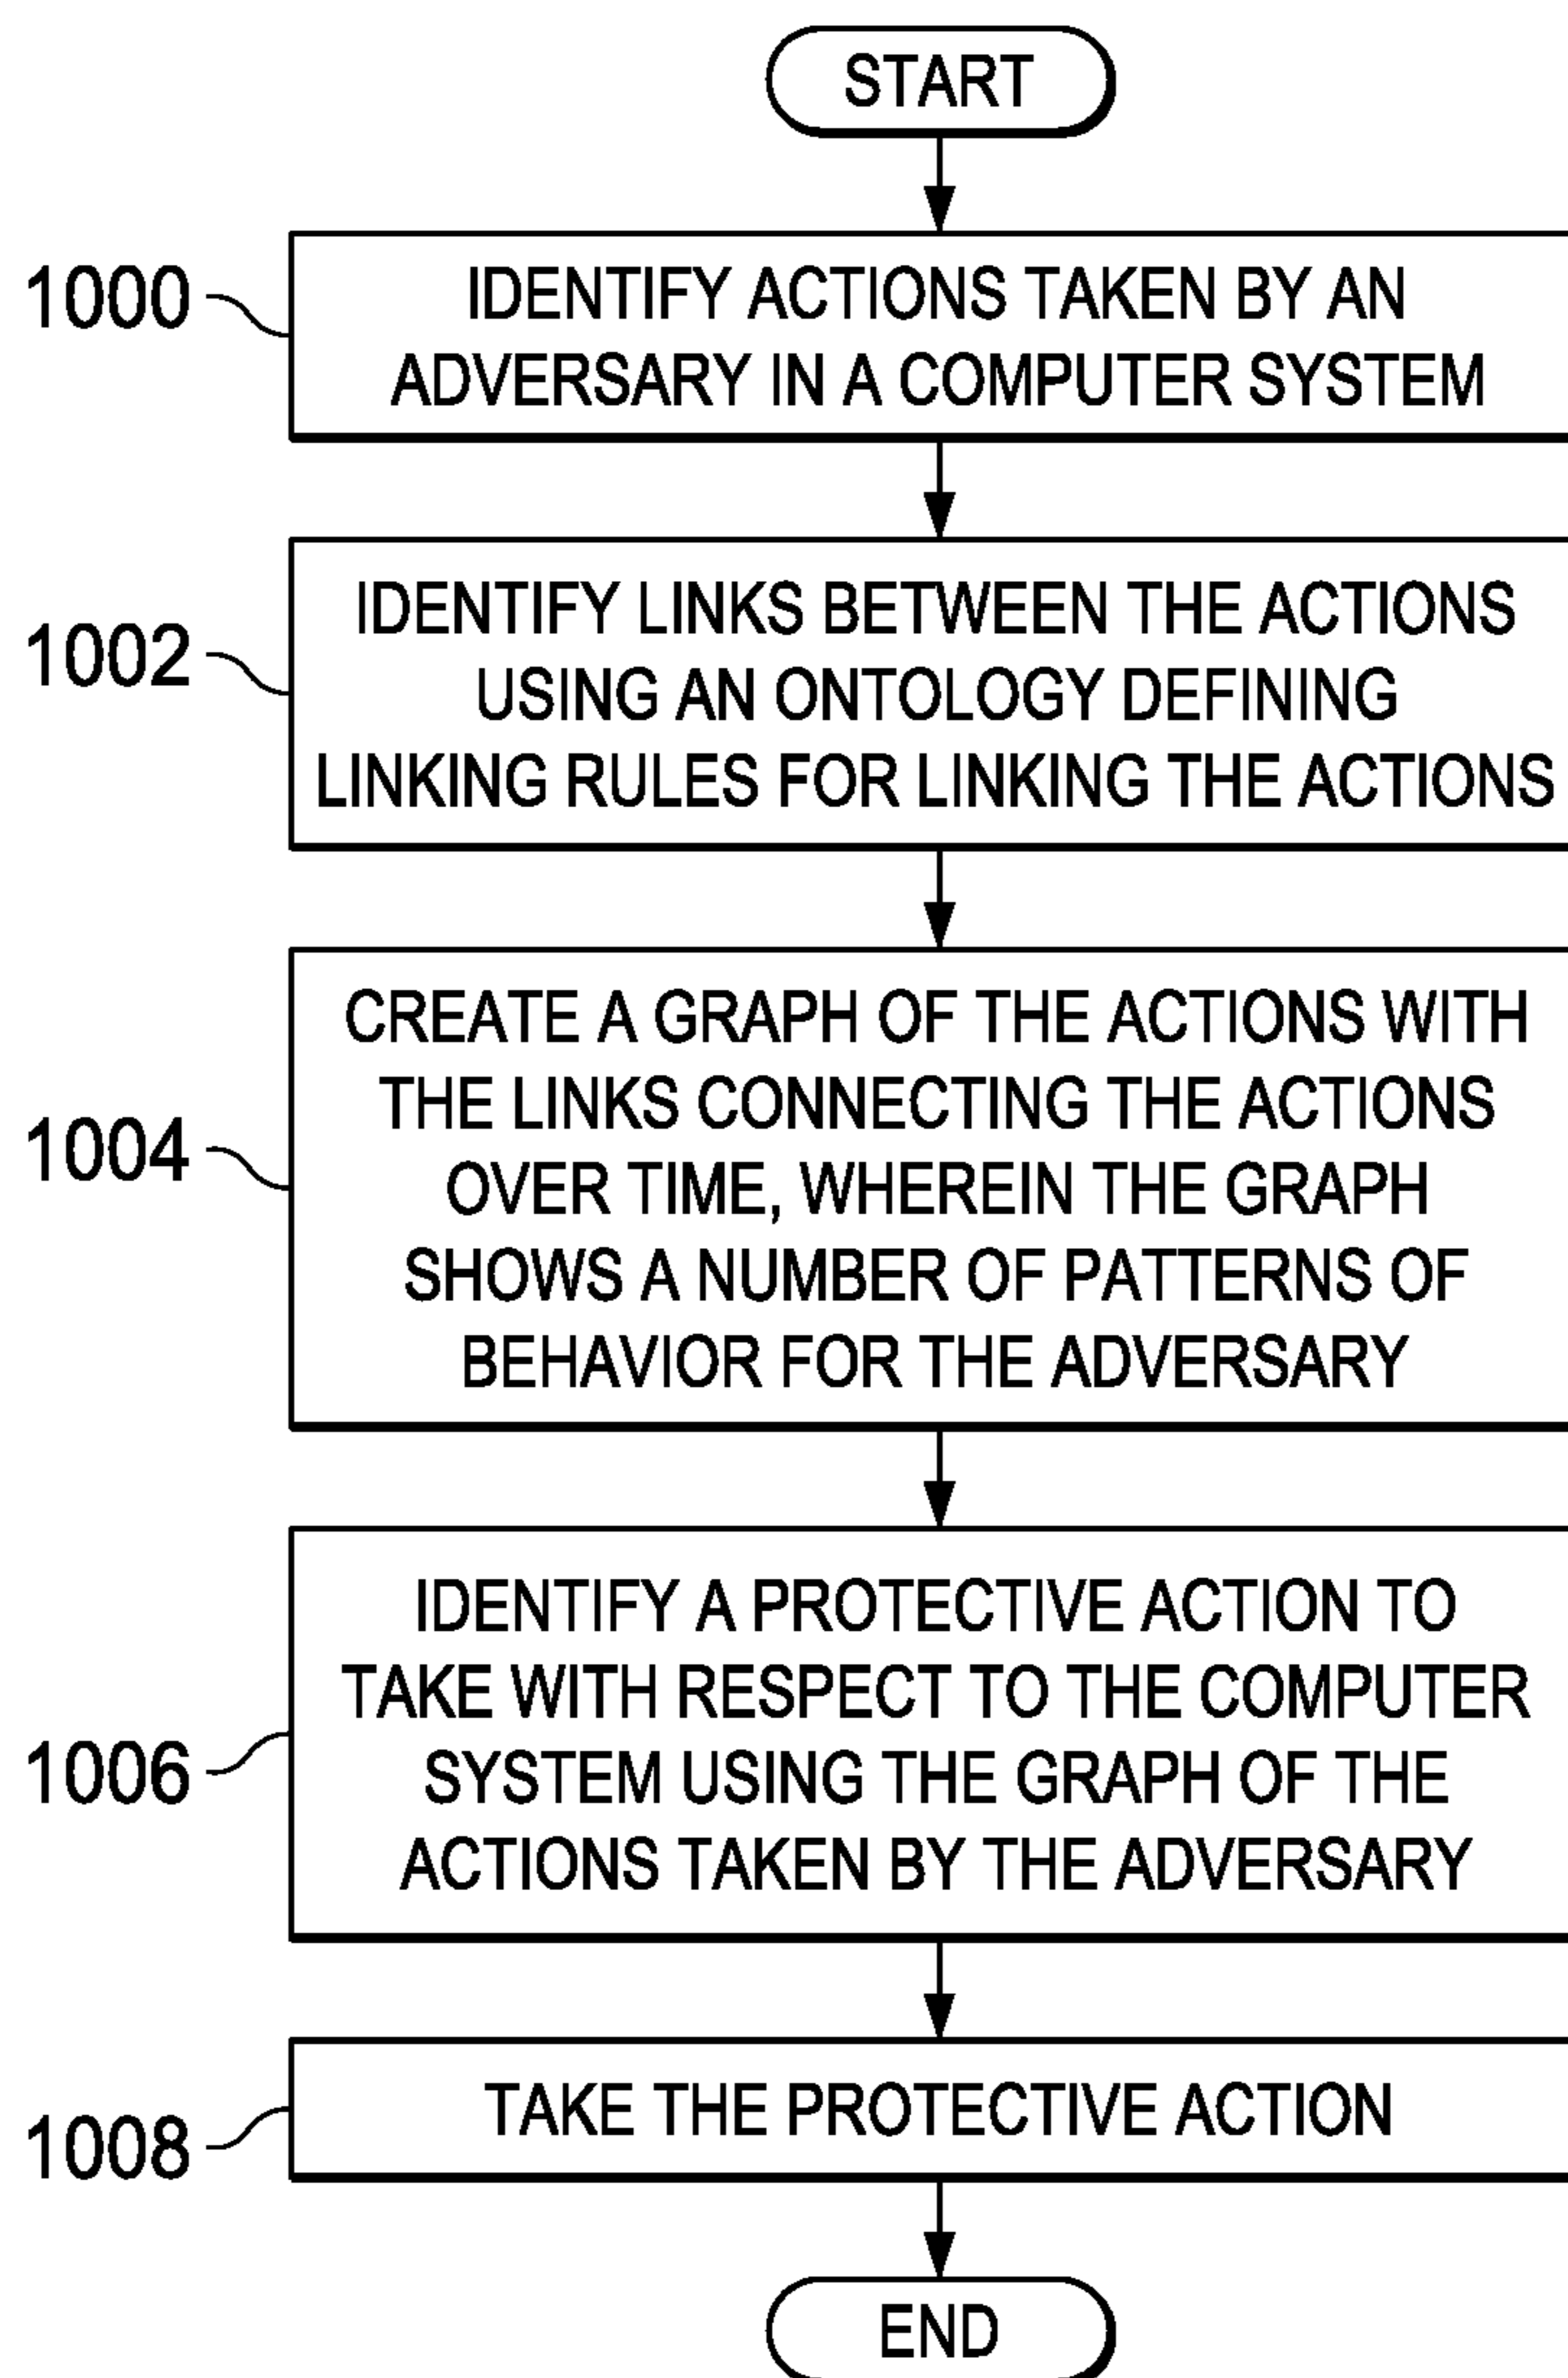 START
1000
IDENTIFY ACTIONS TAKEN BY AN
ADVERSARY IN A COMPUTER SYSTEM
1002
IDENTIFY LINKS BETWEEN THE ACTIONS
USING AN ONTOLOGY DEFINING
LINKING RULES FOR LINKING THE ACTIONS
1004
CREATE A GRAPH OF THE ACTIONS WITH
THE LINKS CONNECTING THE ACTIONS
OVER TIME, WHEREIN THE GRAPH
SHOWS A NUMBER OF PATTERNS OF
BEHAVIOR FOR THE ADVERSARY
1006
IDENTIFY A PROTECTIVE ACTION TO
TAKE WITH RESPECT TO THE COMPUTER
SYSTEM USING THE GRAPH OF THE
ACTIONS TAKEN BY THE ADVERSARY
1008
TAKE THE PROTECTIVE ACTION
END